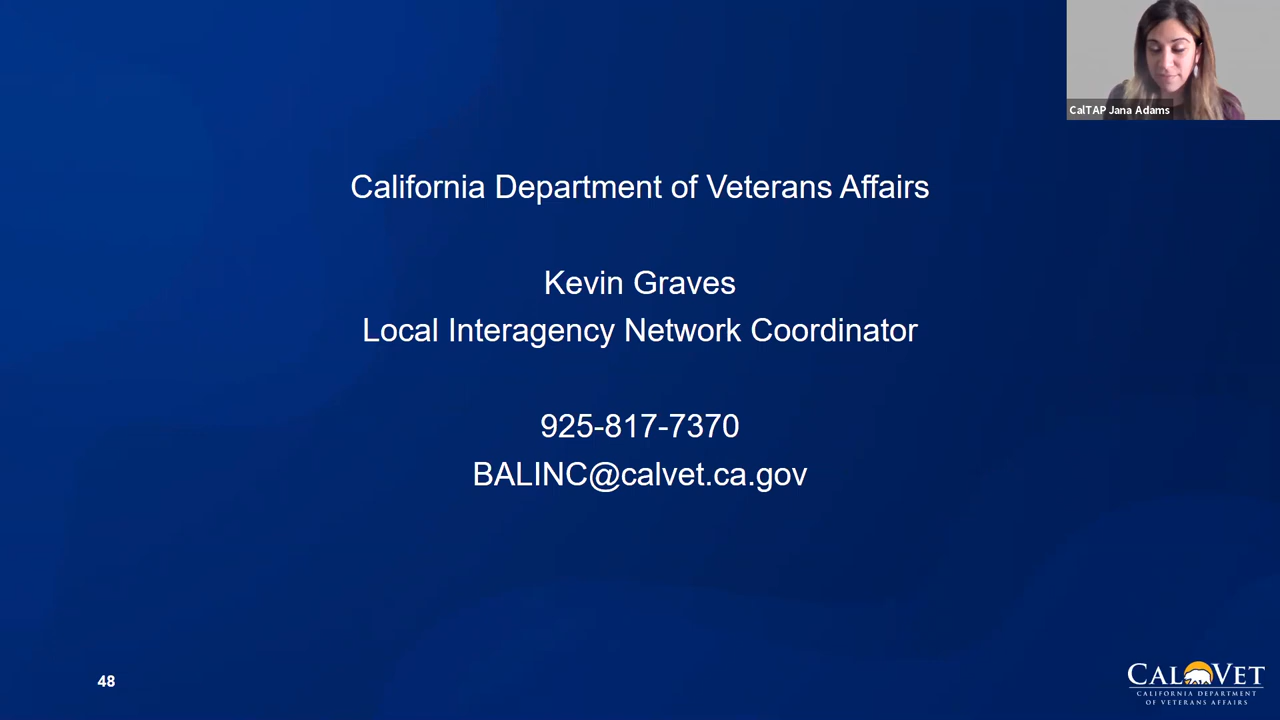 CalTAP Jana Adams
California Department of Veterans Affairs
Kevin Graves
Local Interagency Network Coordinator
925-817-7370
BALINC@calvet.ca.gov
48
CALVET
CALIFORNIA DEPARTMENT
OF VETERANS AFFAIRS